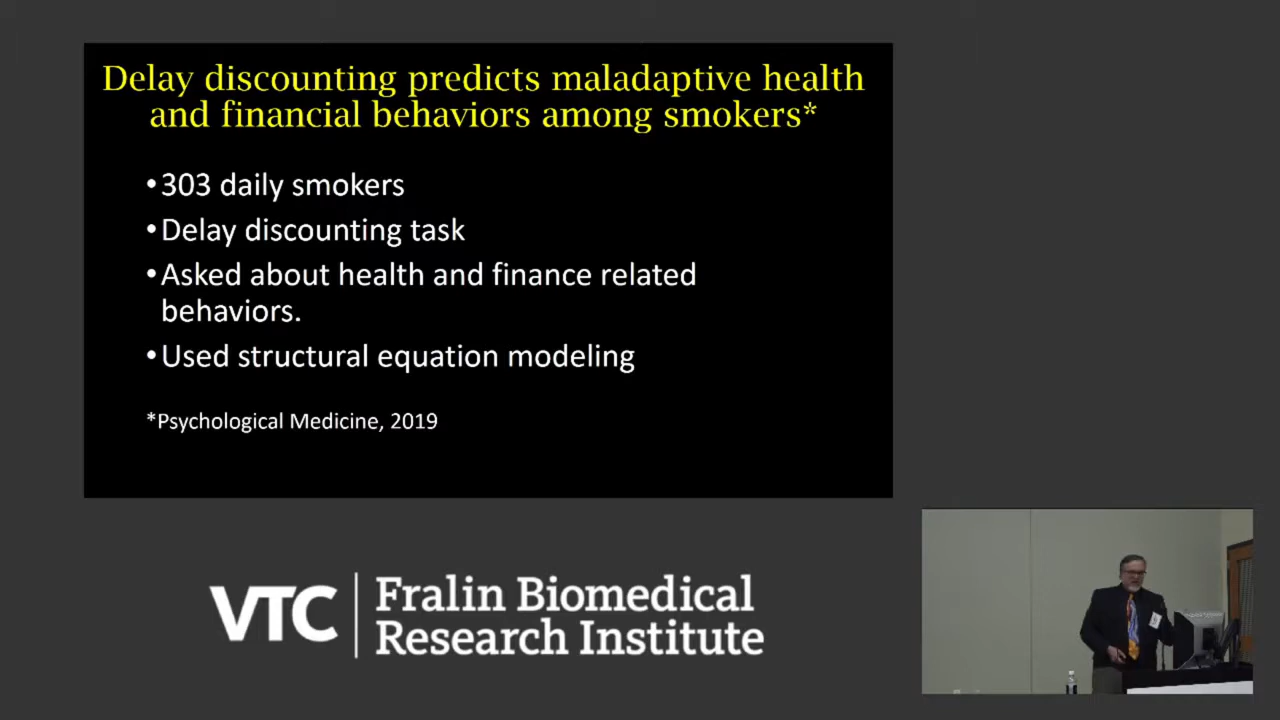 Delay discounting predicts maladaptive health
and financial behaviors among smokers*
•303 daily smokers
•Delay discounting task
•Asked about health and finance related
behaviors.
•Used structural equation modeling
*Psychological Medicine, 2019
VTC
Fralin Biomedical
Research Institute